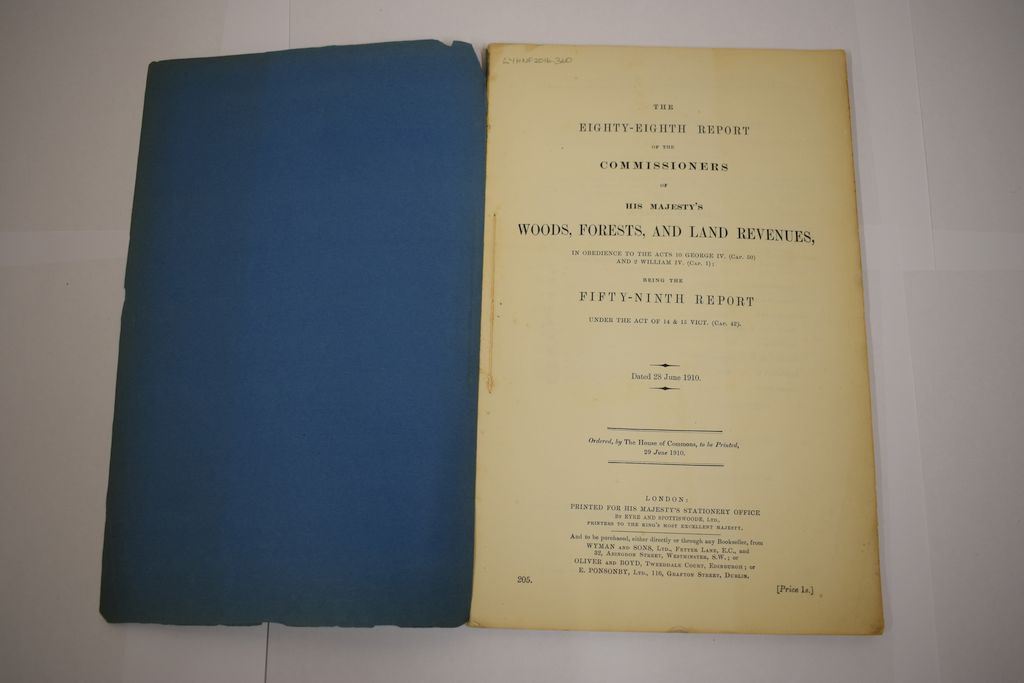 LYHNF2016.320
THE
EIGHTY-EIGHTH REPORT
OF THE
COMMISSIONERS
OF
HIS MAJESTY'S
WOODS, FORESTS, AND LAND REVENUES,
IN OBEDIENCE TO THE ACTS 10 GEORGE IV. (CAP. 50)
AND 2 WILLIAM IV. (CAP. 1);
BEING THE
FIFTY-NINTH REPORT
UNDER THE ACT OF 14 & 15 VICT. (CAP. 42).
Dated 28 June 1910.
Ordered, by The House of Commons, to be Printed,
29 June 1910.
LONDON:
PRINTED FOR HIS MAJESTY'S STATIONERY OFFICE
BY EYRE AND SPOTTISWOODE, LTD.,
PRINTERS TO THE KING'S MOST EXCELLENT MAJESTY.
And to be purchased, either directly or through any Bookseller, from
WYMAN AND SONS, LTD., FETTER LANE, E.C., and
32, ABINGDON STREET, WESTMINSTER, S.W.; or
OLIVER AND BOYD, TWEEDDALE COURT, EDINBURGH; or
E. PONSONBY, LTD., 116, GRAFTON STREET, DUBLIN.
205.
[Price 1s.]